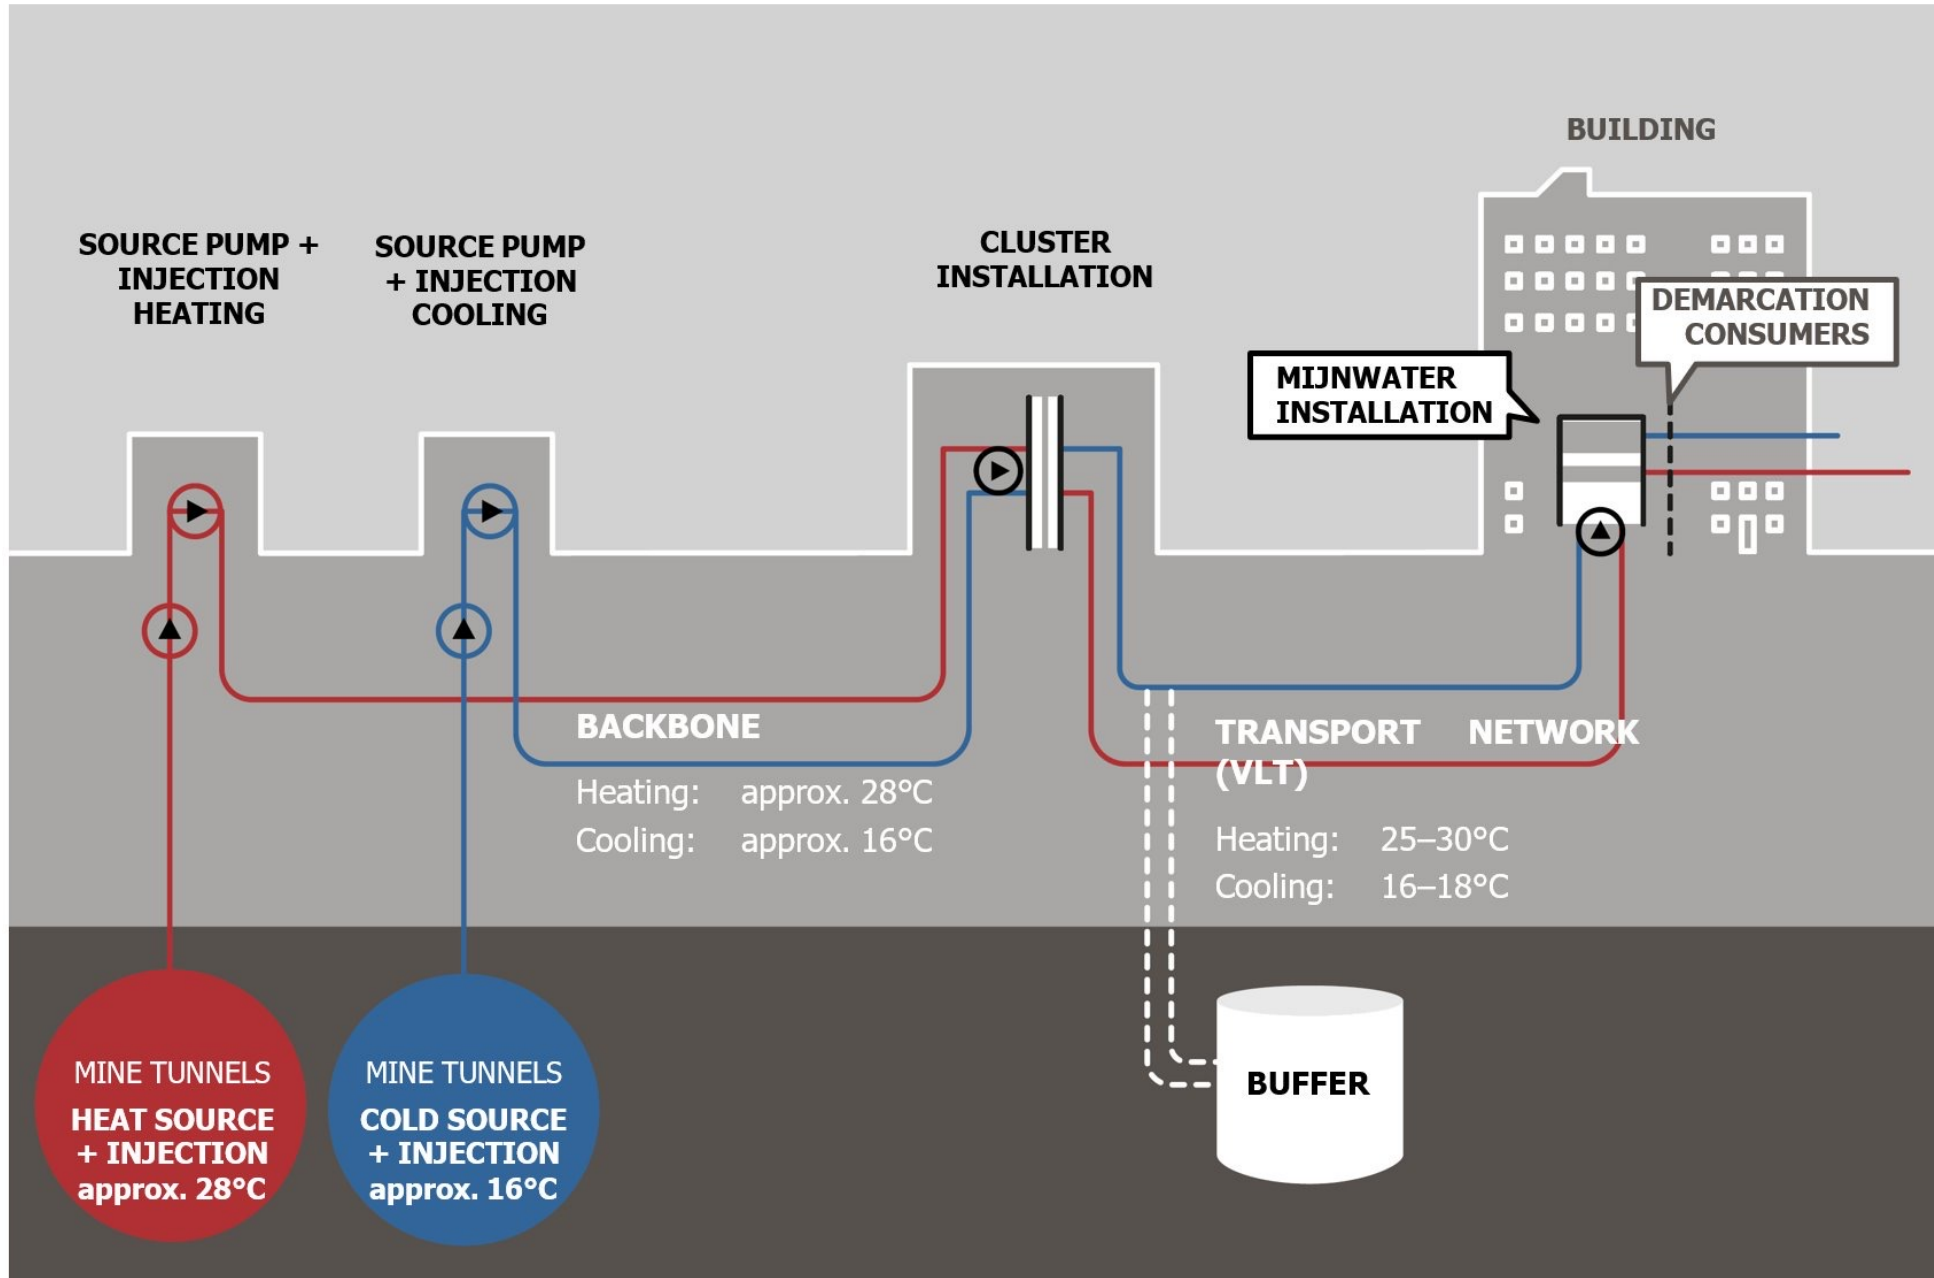 BUILDING
SOURCE PUMP +
INJECTION
HEATING
SOURCE PUMP
+ INJECTION
COOLING
CLUSTER
INSTALLATION
DEMARCATION
CONSUMERS
MIJNWATER
INSTALLATION
BACKBONE
Heating: approx. 28°C
Cooling: approx. 16°C
TRANSPORT NETWORK
(VLT)
Heating: 25–30°C
Cooling: 16–18°C
MINE TUNNELS
HEAT SOURCE
+ INJECTION
approx. 28°C
MINE TUNNELS
COLD SOURCE
+ INJECTION
approx. 16°C
BUFFER